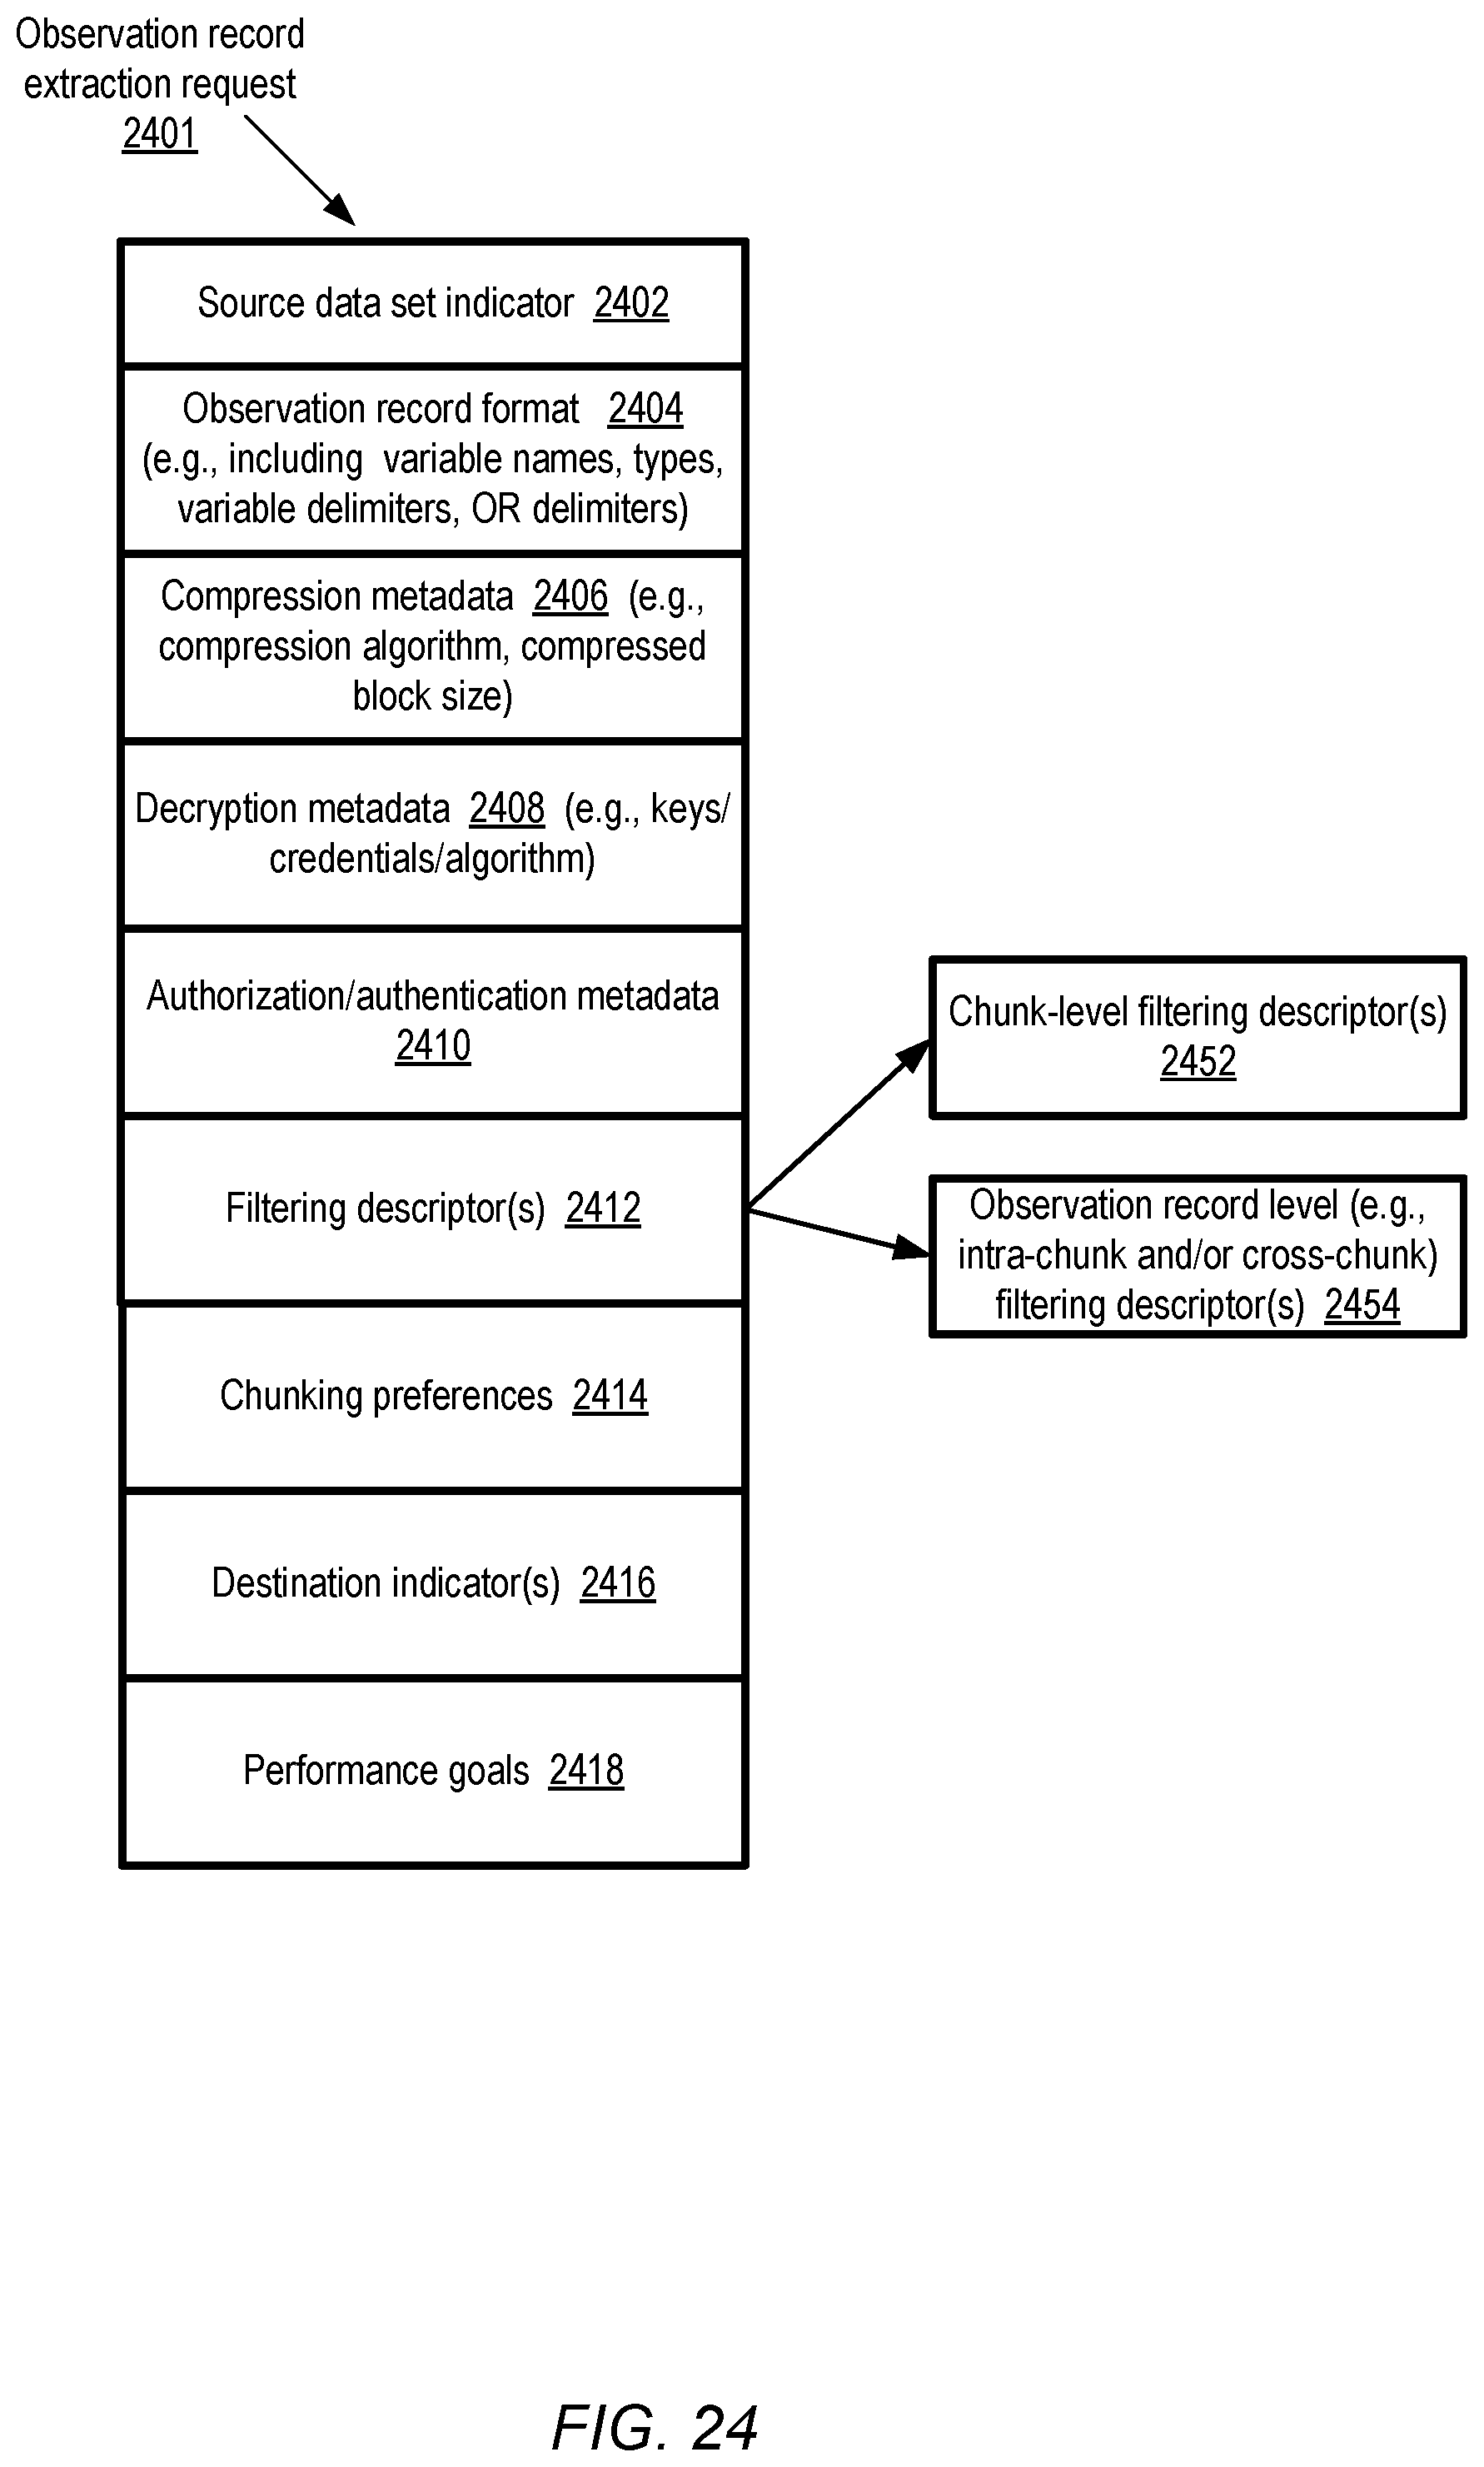 Observation record
extraction request
2401
Source data set indicator 2402
Observation record format 2404
(e.g., including variable names, types,
variable delimiters, OR delimiters)
Compression metadata 2406 (e.g.,
compression algorithm, compressed
block size)
Decryption metadata 2408 (e.g., keys/
credentials/algorithm)
Authorization/authentication metadata
2410
Filtering descriptor(s) 2412
Chunk-level filtering descriptor(s)
2452
Observation record level (e.g.,
intra-chunk and/or cross-chunk)
filtering descriptor(s) 2454
Chunking preferences 2414
Destination indicator(s) 2416
Performance goals 2418
FIG. 24